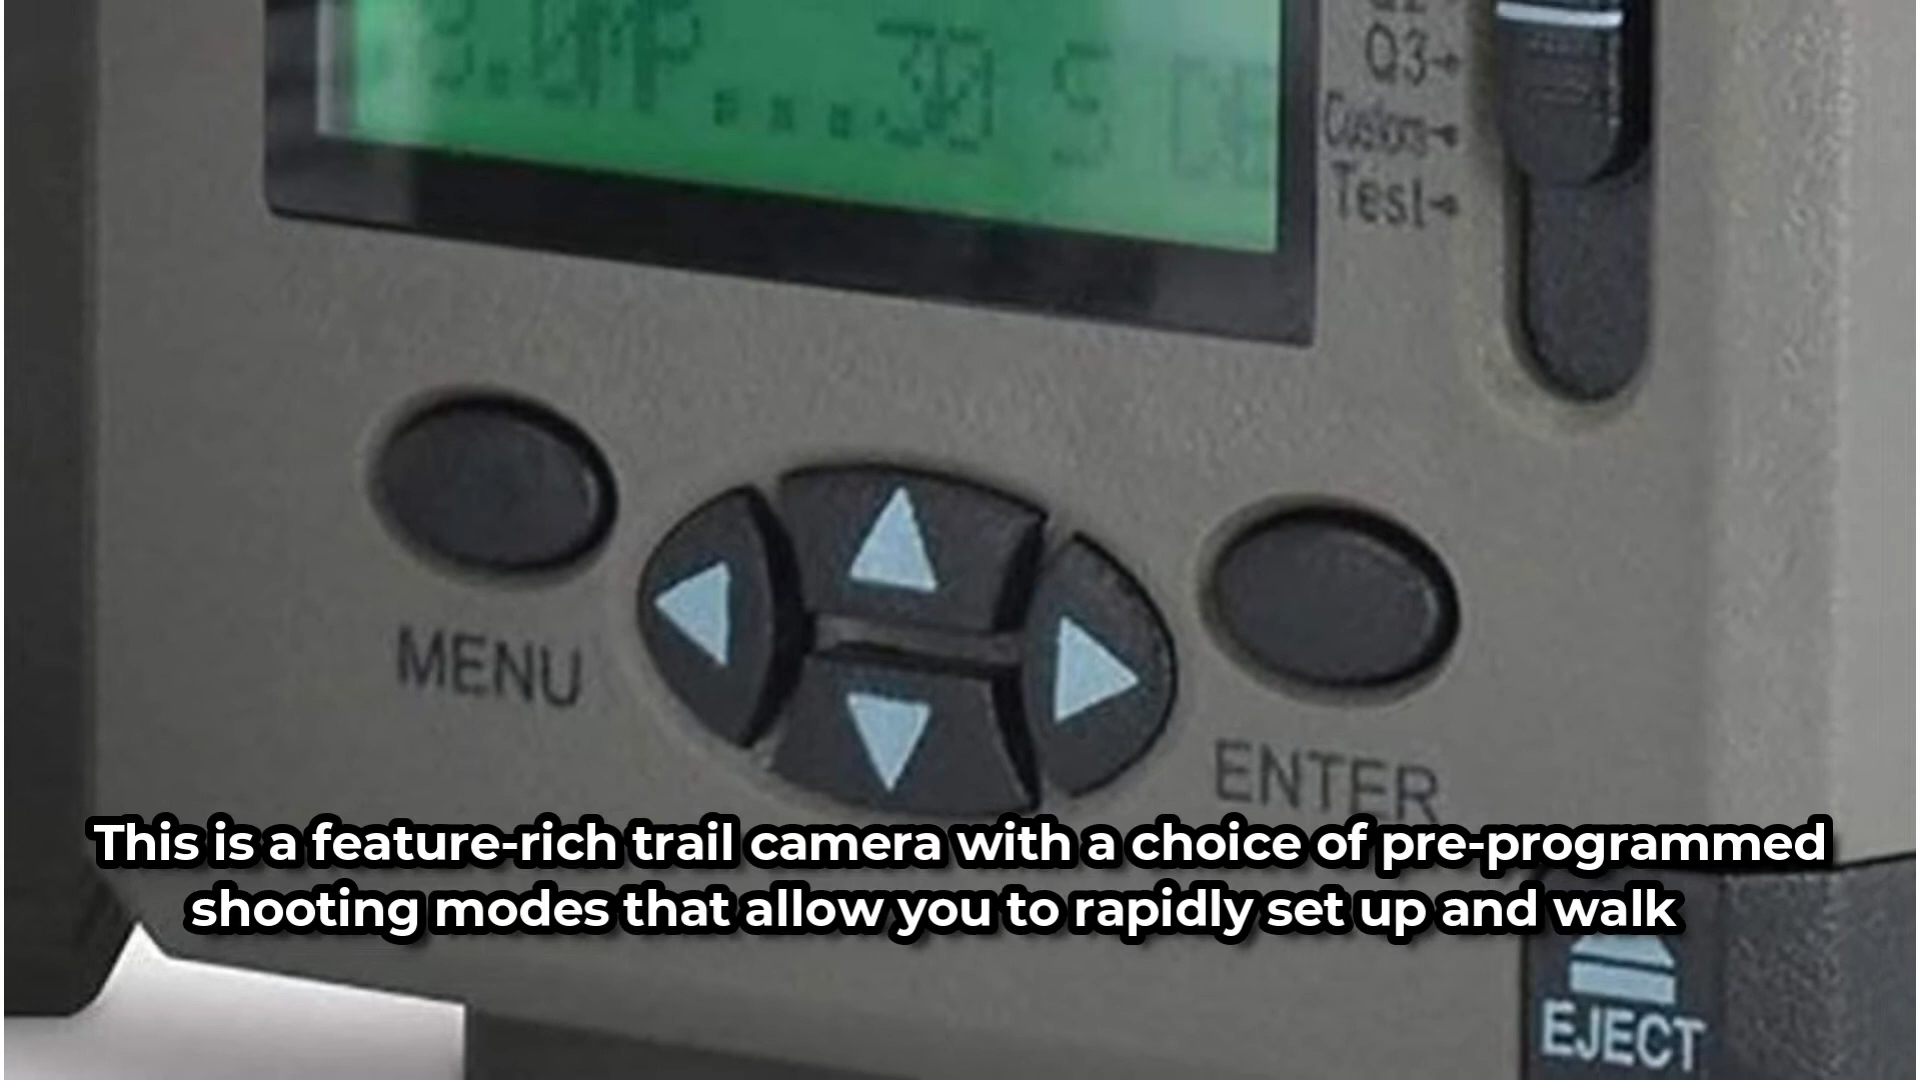 Q3
Custom
Test
MENU
ENTER
This is a feature-rich trail camera with a choice of pre-programmed
shooting modes that allow you to rapidly set up and walk
EJECT